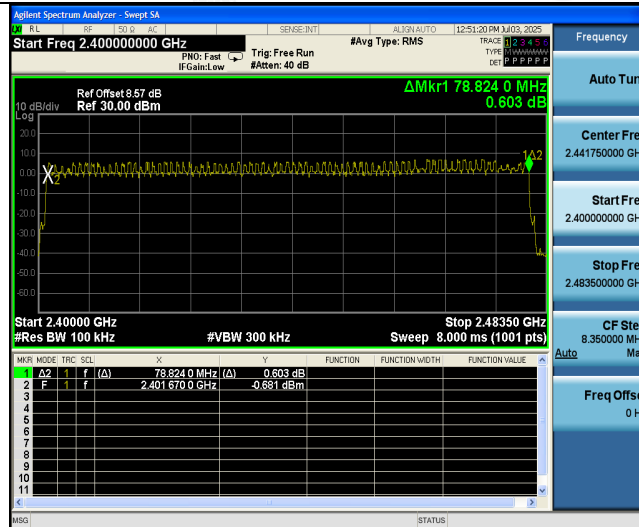 Agilent Spectrum Analyzer - Swept SA
LXI RL RF 50 Ω AC SENSE:INT ALIGN AUTO 12:51:20 PM Jul 03, 2025
Start Freq 2.400000000 GHz
#Avg Type: RMS
TRACE 1 2 3 4 5 6
PNO: Fast
Trig: Free Run
TYPE M
IFGain:Low
#Atten: 40 dB
DET P P P P P P
Ref Offset 8.57 dB
10 dB/div Ref 30.00 dBm
Log
ΔMkr1 78.824 0 MHz
0.603 dB
20.0
10.0
0.00
-10.0
-20.0
-30.0
-40.0
-50.0
-60.0
1Δ2
X2
Start 2.40000 GHz Stop 2.48350 GHz
#Res BW 100 kHz #VBW 300 kHz Sweep 8.000 ms (1001 pts)
MKR MODE TRC SCL X Y FUNCTION FUNCTION WIDTH FUNCTION VALUE
1 Δ2 1 f (Δ) 78.824 0 MHz (Δ) 0.603 dB
2 F 1 f 2.401 670 0 GHz -0.681 dBm
3
4
5
6
7
8
9
10
11
MSG STATUS
Frequency
Auto Tun
Center Fre
2.441750000 GH
Start Fre
2.400000000 GH
Stop Fre
2.483500000 GH
CF Ste
8.350000 MH
Auto Ma
Freq Offse
0 H